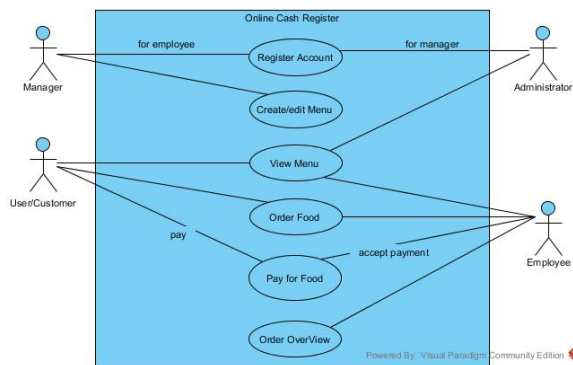 Online Cash Register
for employee
for manager
Register Account
Manager
Administrator
Create/edit Menu
View Menu
User/Customer
Order Food
pay
accept payment
Employee
Pay for Food
Order OverView
Powered By: Visual Paradigm Community Edition